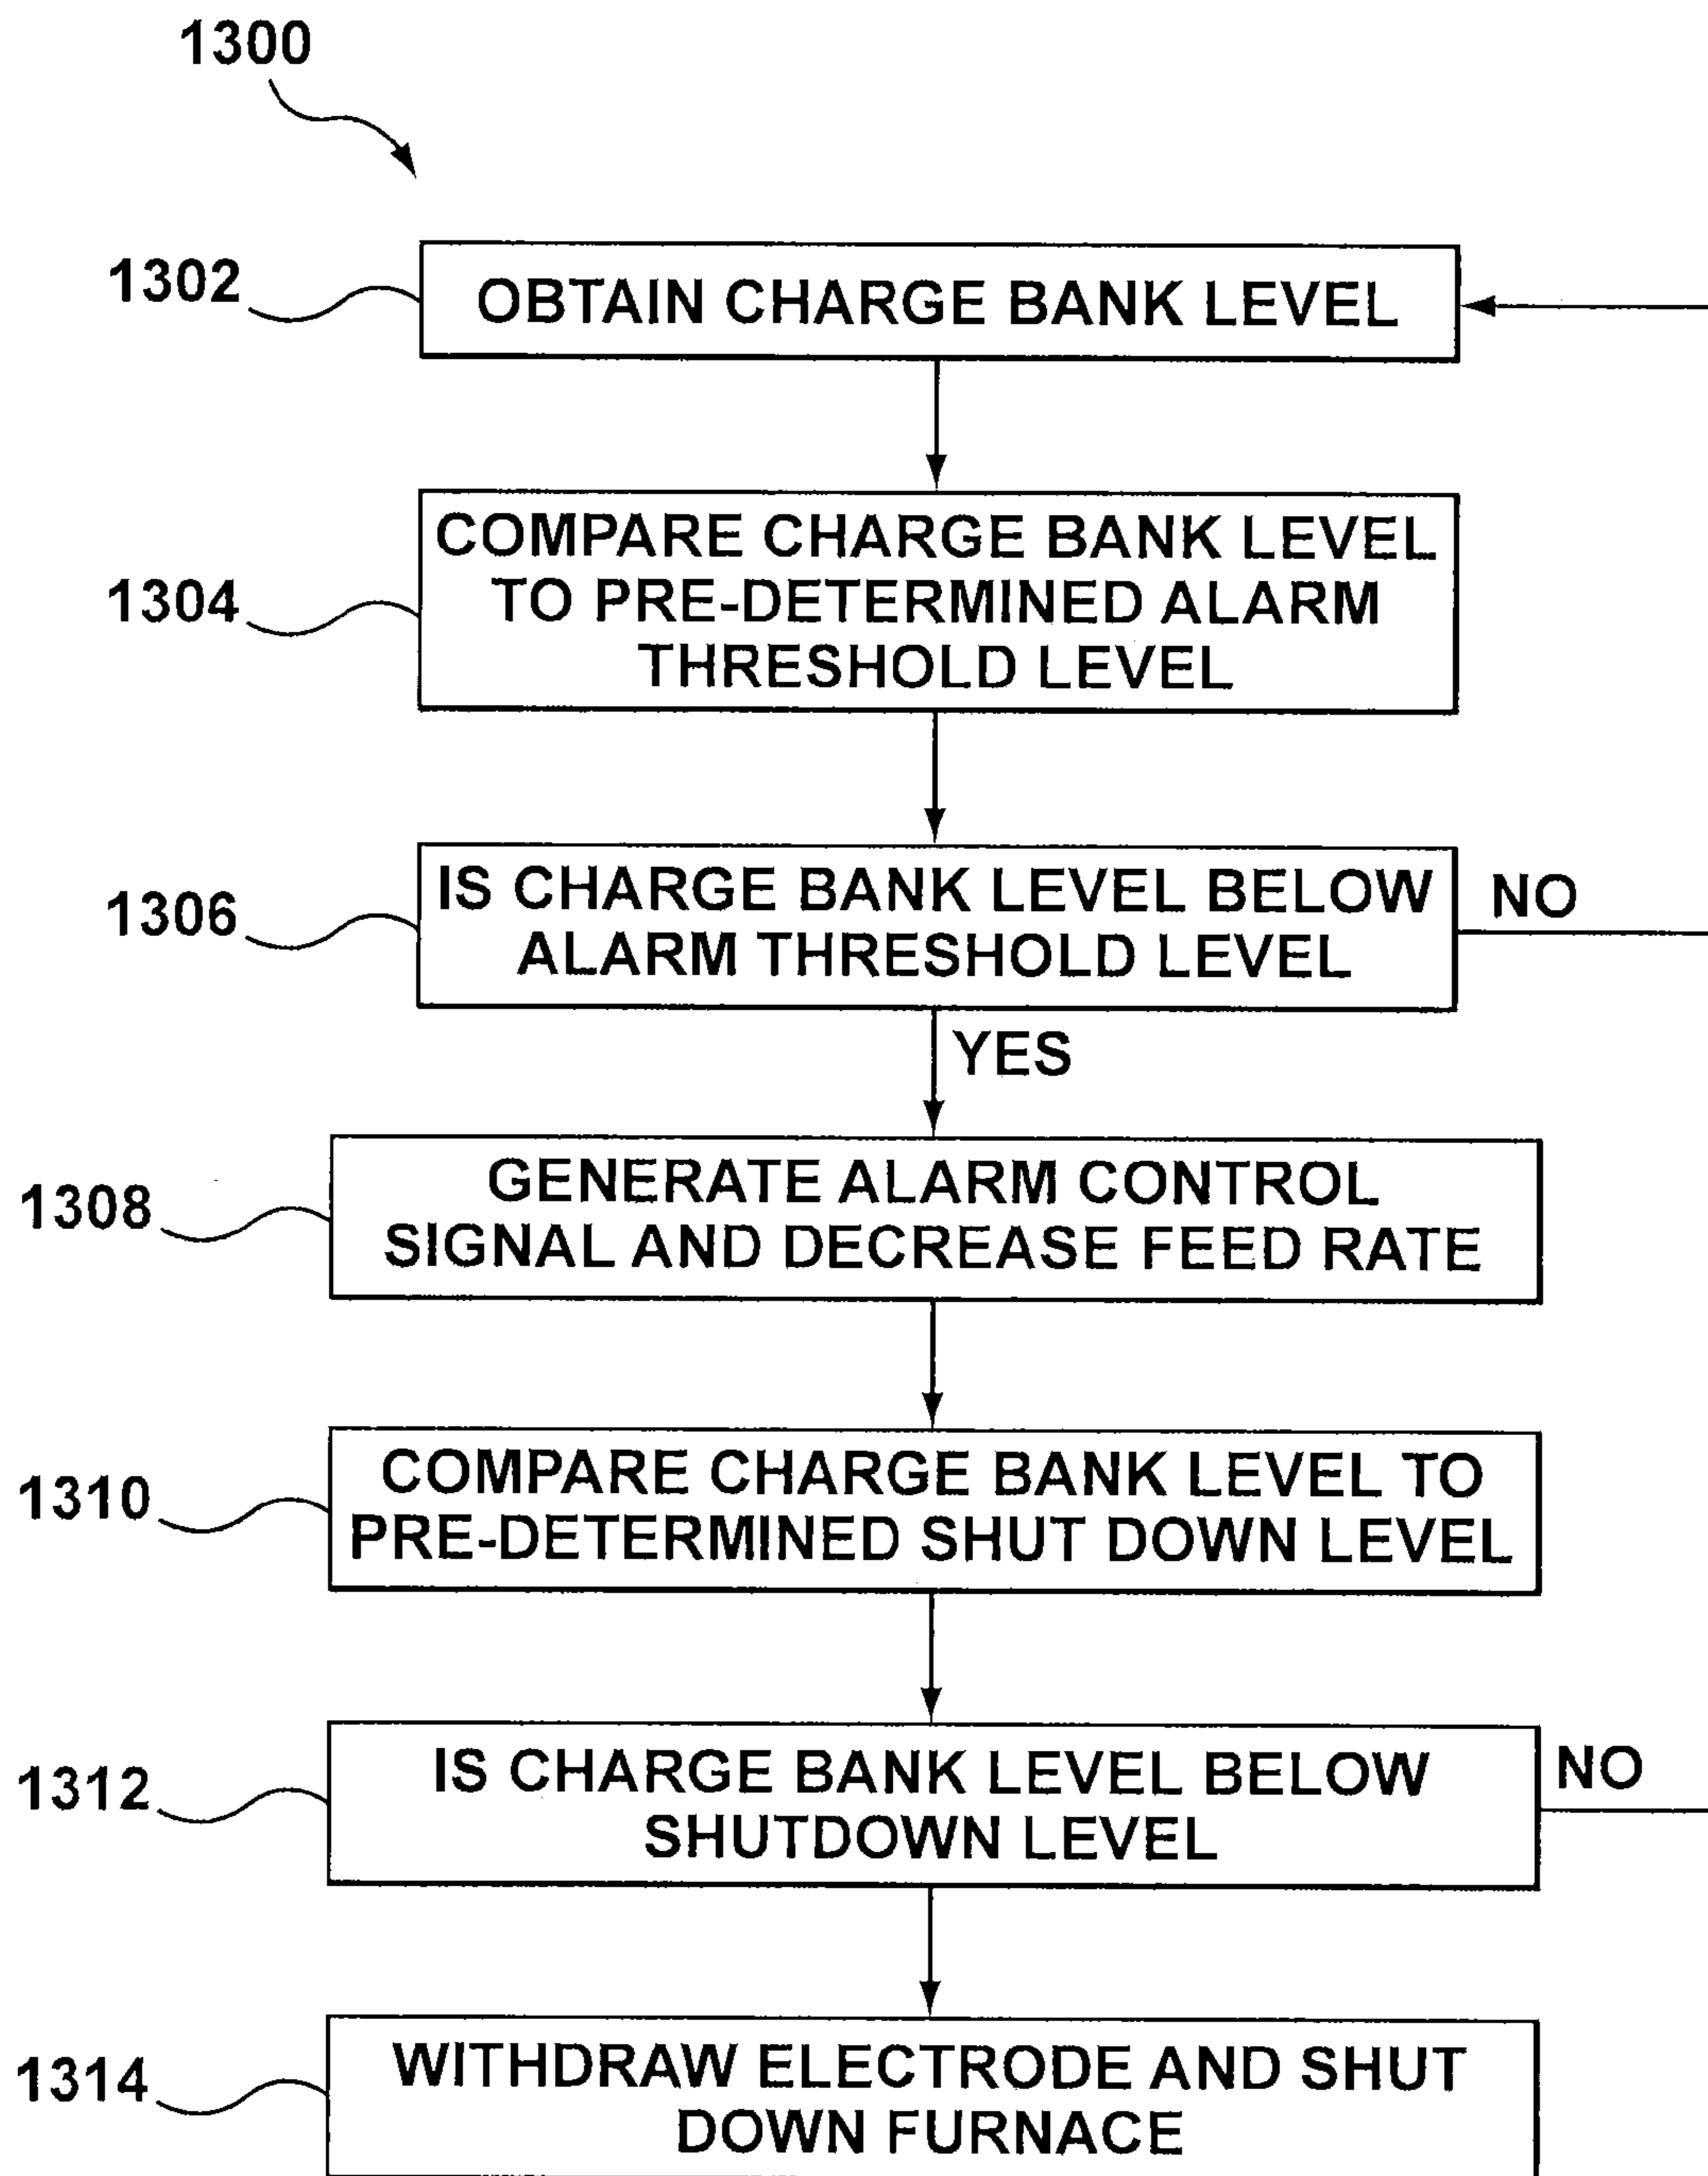 1300
1302
OBTAIN CHARGE BANK LEVEL
1304
COMPARE CHARGE BANK LEVEL
TO PRE-DETERMINED ALARM
THRESHOLD LEVEL
1306
IS CHARGE BANK LEVEL BELOW
ALARM THRESHOLD LEVEL
NO
YES
1308
GENERATE ALARM CONTROL
SIGNAL AND DECREASE FEED RATE
1310
COMPARE CHARGE BANK LEVEL TO
PRE-DETERMINED SHUT DOWN LEVEL
1312
IS CHARGE BANK LEVEL BELOW
SHUTDOWN LEVEL
NO
1314
WITHDRAW ELECTRODE AND SHUT
DOWN FURNACE